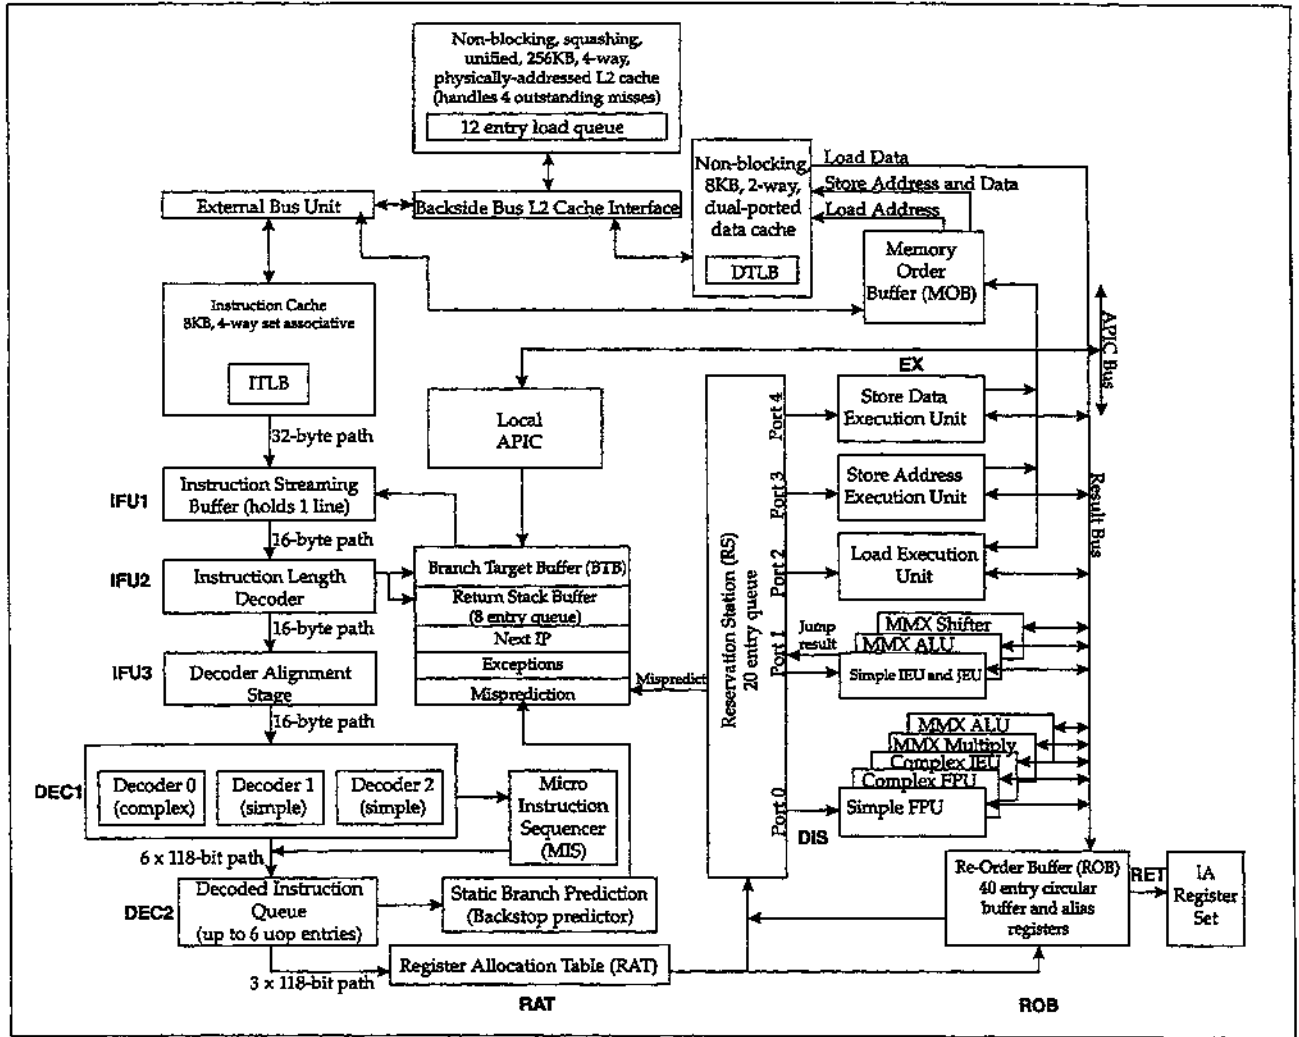 Non-blocking, squashing,
unified, 256KB, 4-way,
physically-addressed L2 cache
(handles 4 outstanding misses)
12 entry load queue
Non-blocking,
8KB, 2-way,
dual-ported
data cache
DTLB
Load Data
Store Address and Data
Load Address
External Bus Unit
Backside Bus L2 Cache Interface
Memory
Order
Buffer (MOB)
Instruction Cache
8KB, 4-way set associative
ITLB
APIC Bus
EX
Local
APIC
Port 4
Store Data
Execution Unit
32-byte path
IFU1
Instruction Streaming
Buffer (holds 1 line)
Port 3
Store Address
Execution Unit
Result Bus
16-byte path
IFU2
Instruction Length
Decoder
Branch Target Buffer (BTB)
Return Stack Buffer
(8 entry queue)
Next IP
Exceptions
Misprediction
Reservation Station (RS)
20 entry queue
Port 2
Load Execution
Unit
16-byte path
IFU3
Decoder Alignment
Stage
Mispredict
Port 1
Jump
result
MMX Shifter
MMX ALU
Simple IEU and JEU
16-byte path
DEC1
Decoder 0
(complex)
Decoder 1
(simple)
Decoder 2
(simple)
Micro
Instruction
Sequencer
(MIS)
Port 0
MMX ALU
MMX Multiply
Complex IEU
Complex FPU
Simple FPU
DIS
6 x 118-bit path
DEC2
Decoded Instruction
Queue
(up to 6 uop entries)
Static Branch Prediction
(Backstop predictor)
Re-Order Buffer (ROB)
40 entry circular
buffer and alias
registers
RET
IA
Register
Set
3 x 118-bit path
Register Allocation Table (RAT)
RAT
ROB